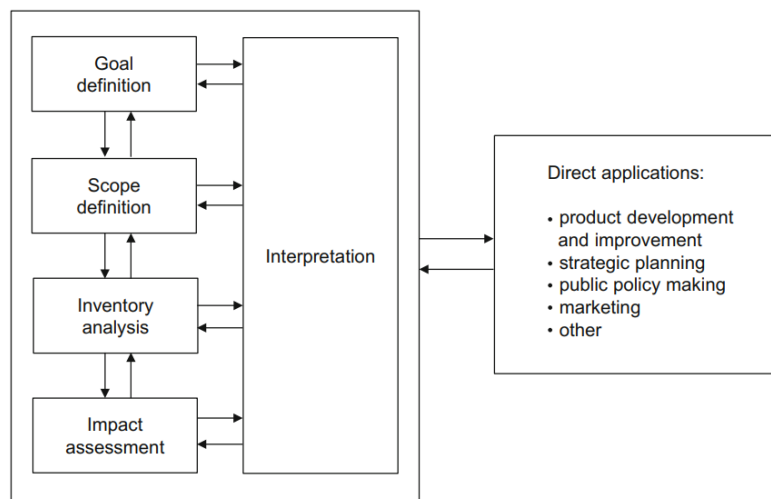 Goal
definition
Scope
definition
Inventory
analysis
Impact
assessment
Interpretation
Direct applications:
• product development
and improvement
• strategic planning
• public policy making
• marketing
• other